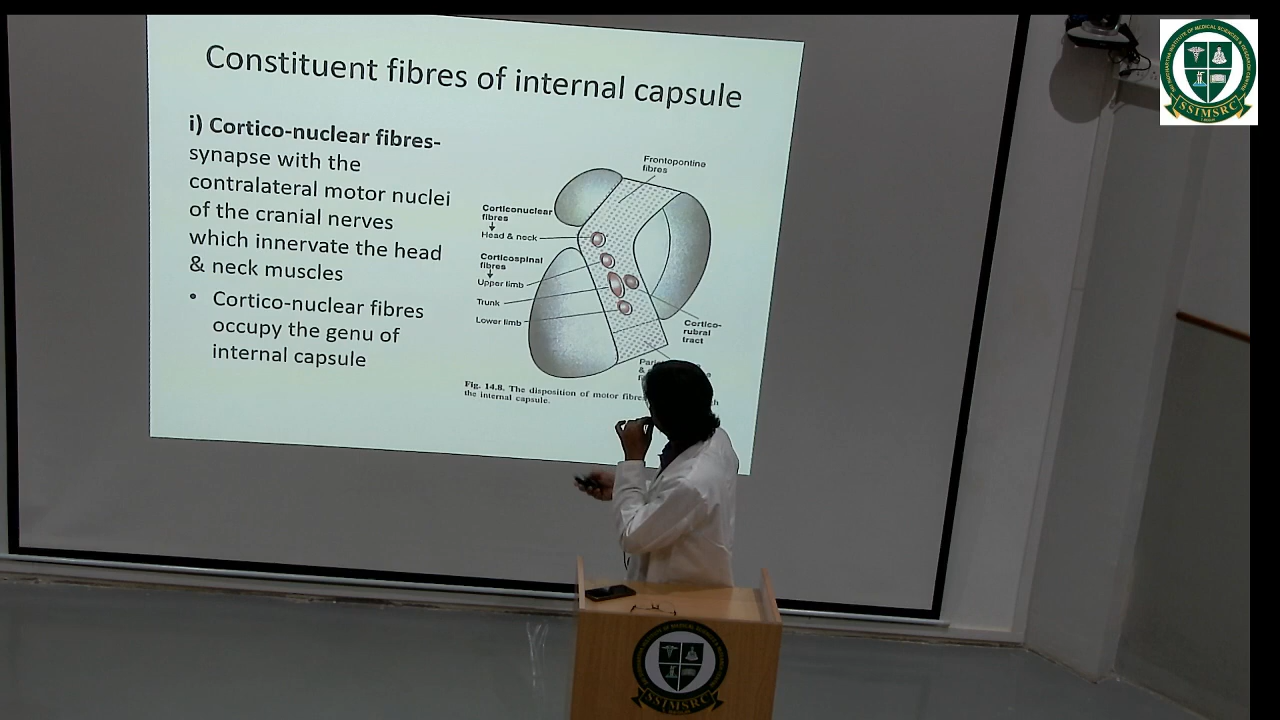 Constituent fibres of internal capsule
i) Cortico-nuclear fibres-
synapse with the
contralateral motor nuclei
of the cranial nerves
which innervate the head
& neck muscles
• Cortico-nuclear fibres
occupy the genu of
internal capsule
Frontopontine
fibres
Corticonuclear
fibres
Head & neck
Corticospinal
fibres
Upper limb
Trunk
Lower limb
Cortico-
rubral
tract
&
Fig. 14.8. The disposition of motor
the internal capsule.
SSIMSRC
SSIMSRC